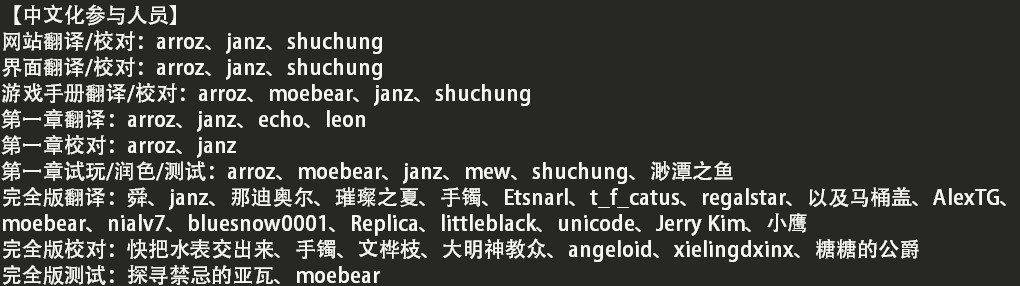 【中文化参与人员】
网站翻译/校对：arroz、janz、shuchung
界面翻译/校对：arroz、janz、shuchung
游戏手册翻译/校对：arroz、moebear、janz、shuchung
第一章翻译：arroz、janz、echo、leon
第一章校对：arroz、janz
第一章试玩/润色/测试：arroz、moebear、janz、mew、shuchung、渺潭之鱼
完全版翻译：舜、janz、那迪奥尔、璀璨之夏、手镯、Etsnarl、t_f_catus、regalstar、以及马桶盖、AlexTG、
moebear、nialv7、bluesnow0001、Replica、littleblack、unicode、Jerry Kim、小鹰
完全版校对：快把水表交出来、手镯、文桦枝、大明神教众、angeloid、xielingdxinx、糖糖的公爵
完全版测试：探寻禁忌的亚瓦、moebear